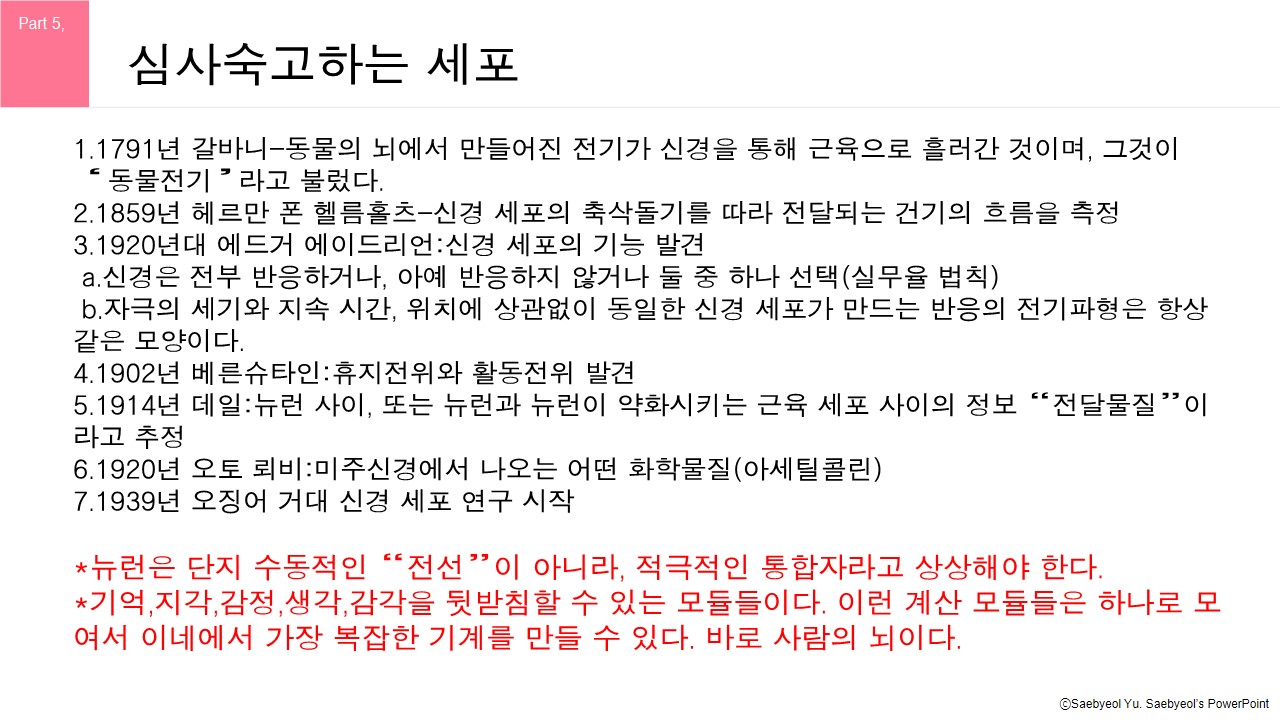 Part 5,
심사숙고하는 세포
1.1791년 갈바니-동물의 뇌에서 만들어진 전기가 신경을 통해 근육으로 흘러간 것이며, 그것이
‘동물전기’라고 불렀다.
2.1859년 헤르만 폰 헬름홀츠-신경 세포의 축삭돌기를 따라 전달되는 건기의 흐름을 측정
3.1920년대 에드거 에이드리언:신경 세포의 기능 발견
a.신경은 전부 반응하거나, 아예 반응하지 않거나 둘 중 하나 선택(실무율 법칙)
b.자극의 세기와 지속 시간, 위치에 상관없이 동일한 신경 세포가 만드는 반응의 전기파형은 항상
같은 모양이다.
4.1902년 베른슈타인:휴지전위와 활동전위 발견
5.1914년 데일:뉴런 사이, 또는 뉴런과 뉴런이 약화시키는 근육 세포 사이의 정보 “전달물질”이
라고 추정
6.1920년 오토 뢰비:미주신경에서 나오는 어떤 화학물질(아세틸콜린)
7.1939년 오징어 거대 신경 세포 연구 시작
*뉴런은 단지 수동적인 “전선”이 아니라, 적극적인 통합자라고 상상해야 한다.
*기억,지각,감정,생각,감각을 뒷받침할 수 있는 모듈들이다. 이런 계산 모듈들은 하나로 모
여서 이네에서 가장 복잡한 기계를 만들 수 있다. 바로 사람의 뇌이다.
ⓒSaebyeol Yu. Saebyeol's PowerPoint